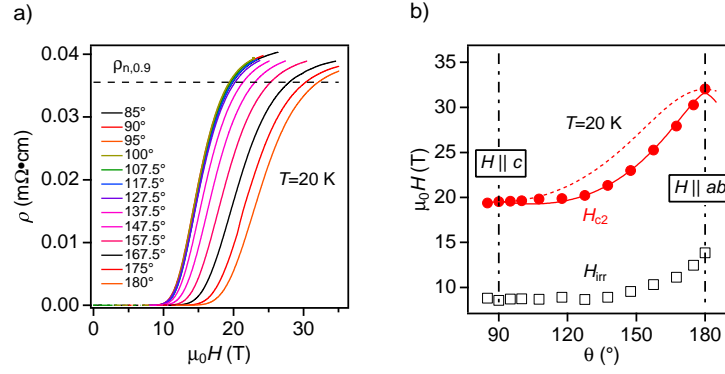 a)
0.04
0.03
0.02
0.01
0.00
ρ (mΩ•cm)
ρn,0.9
85°
90°
95°
100°
107.5°
117.5°
127.5°
137.5°
147.5°
157.5°
167.5°
175°
180°
T=20 K
0
10
20
30
μ0H (T)
b)
35
30
25
20
15
10
μ0H (T)
T=20 K
H || c
H || ab
Hc2
Hirr
90
120
150
180
θ (°)